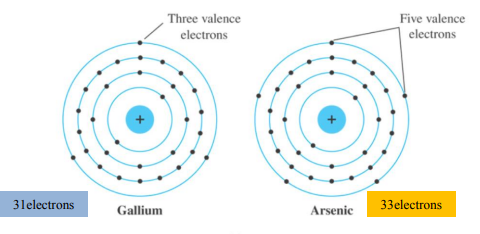 Three valence
electrons
Five valence
electrons
+
+
31electrons
Gallium
Arsenic
33electrons